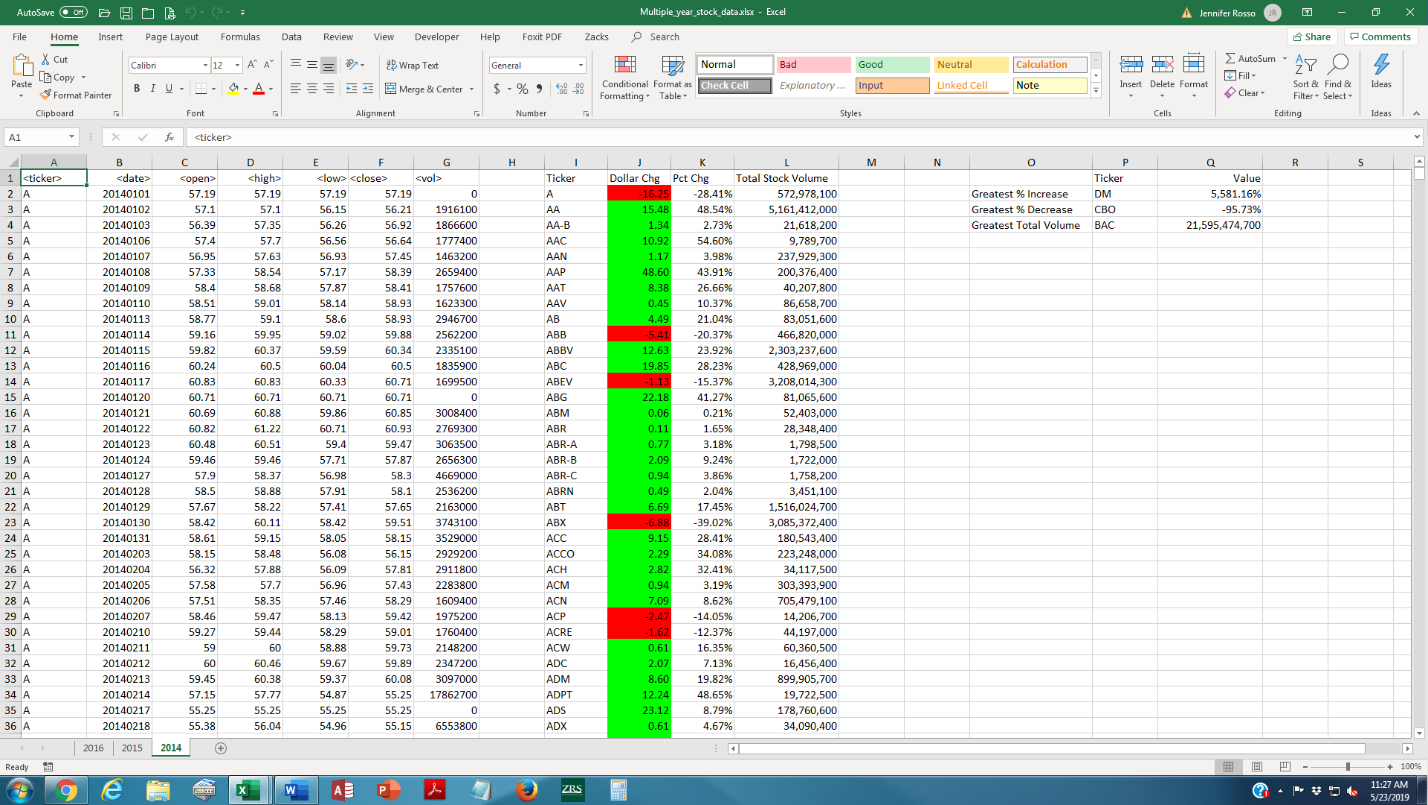 AutoSave Off Multiple_year_stock_data.xlsx - Excel Jennifer Rosso JR
File Home Insert Page Layout Formulas Data Review View Developer Help Foxit PDF Zacks Search Share Comments
Paste Cut Copy Format Painter Clipboard
Calibri 12 A A B I U A Font
Wrap Text Merge & Center Alignment
General $ % , Number
Conditional Formatting Format as Table
Normal Bad Good Neutral Calculation
Check Cell Explanatory ... Input Linked Cell Note
Styles
Insert Delete Format Cells
AutoSum Fill Clear Sort & Filter Find & Select Editing
Ideas Ideas
A1 fx <ticker>
A B C D E F G H I J K L M N O P Q R S
1 <ticker> <date> <open> <high> <low> <close> <vol> Ticker Dollar Chg Pct Chg Total Stock Volume Ticker Value
2 A 20140101 57.19 57.19 57.19 57.19 0 A -16.25 -28.41% 572,978,100 Greatest % Increase DM 5,581.16%
3 A 20140102 57.1 57.1 56.15 56.21 1916100 AA 15.48 48.54% 5,161,412,000 Greatest % Decrease CBO -95.73%
4 A 20140103 56.39 57.35 56.26 56.92 1866600 AA-B 1.34 2.73% 21,618,200 Greatest Total Volume BAC 21,595,474,700
5 A 20140106 57.4 57.7 56.56 56.64 1777400 AAC 10.92 54.60% 9,789,700
6 A 20140107 56.95 57.63 56.93 57.45 1463200 AAN 1.17 3.98% 237,929,300
7 A 20140108 57.33 58.54 57.17 58.39 2659400 AAP 48.60 43.91% 200,376,400
8 A 20140109 58.4 58.68 57.87 58.41 1757600 AAT 8.38 26.66% 40,207,800
9 A 20140110 58.51 59.01 58.14 58.93 1623300 AAV 0.45 10.37% 86,658,700
10 A 20140113 58.77 59.1 58.6 58.93 2946700 AB 4.49 21.04% 83,051,600
11 A 20140114 59.16 59.95 59.02 59.88 2562200 ABB -5.41 -20.37% 466,820,000
12 A 20140115 59.82 60.37 59.59 60.34 2335100 ABBV 12.63 23.92% 2,303,237,600
13 A 20140116 60.24 60.5 60.04 60.5 1835900 ABC 19.85 28.23% 428,969,000
14 A 20140117 60.83 60.83 60.33 60.71 1699500 ABEV -1.13 -15.37% 3,208,014,300
15 A 20140120 60.71 60.71 60.71 60.71 0 ABG 22.18 41.27% 81,065,600
16 A 20140121 60.69 60.88 59.86 60.85 3008400 ABM 0.06 0.21% 52,403,000
17 A 20140122 60.82 61.22 60.71 60.93 2769300 ABR 0.11 1.65% 28,348,400
18 A 20140123 60.48 60.51 59.4 59.47 3063500 ABR-A 0.77 3.18% 1,798,500
19 A 20140124 59.46 59.46 57.71 57.87 2656300 ABR-B 2.09 9.24% 1,722,000
20 A 20140127 57.9 58.37 56.98 58.3 4669000 ABR-C 0.94 3.86% 1,758,200
21 A 20140128 58.5 58.88 57.91 58.1 2536200 ABRN 0.49 2.04% 3,451,100
22 A 20140129 57.67 58.22 57.41 57.65 2163000 ABT 6.69 17.45% 1,516,024,700
23 A 20140130 58.42 60.11 58.42 59.51 3743100 ABX -6.88 -39.02% 3,085,372,400
24 A 20140131 58.61 59.15 58.05 58.15 3529000 ACC 9.15 28.41% 180,543,400
25 A 20140203 58.15 58.48 56.08 56.15 2929200 ACCO 2.29 34.08% 223,248,000
26 A 20140204 56.32 57.88 56.09 57.81 2911800 ACH 2.82 32.41% 34,117,500
27 A 20140205 57.58 57.7 56.96 57.43 2283800 ACM 0.94 3.19% 303,393,900
28 A 20140206 57.51 58.35 57.46 58.29 1609400 ACN 7.09 8.62% 705,479,100
29 A 20140207 58.46 59.47 58.13 59.42 1975200 ACP -2.47 -14.05% 14,206,700
30 A 20140210 59.27 59.44 58.29 59.01 1760400 ACRE -1.62 -12.37% 44,197,000
31 A 20140211 59 60 58.88 59.73 2148200 ACW 0.61 16.35% 60,360,500
32 A 20140212 60 60.46 59.67 59.89 2347200 ADC 2.07 7.13% 16,456,400
33 A 20140213 59.45 60.38 59.37 60.08 3097000 ADM 8.60 19.82% 899,905,700
34 A 20140214 57.15 57.77 54.87 55.25 17862700 ADPT 12.24 48.65% 19,722,500
35 A 20140217 55.25 55.25 55.25 55.25 0 ADS 23.12 8.79% 178,760,600
36 A 20140218 55.38 56.04 54.96 55.15 6553800 ADX 0.61 4.67% 34,090,400
2016 2015 2014
Ready 100%
ZRS 11:27 AM
5/23/2019